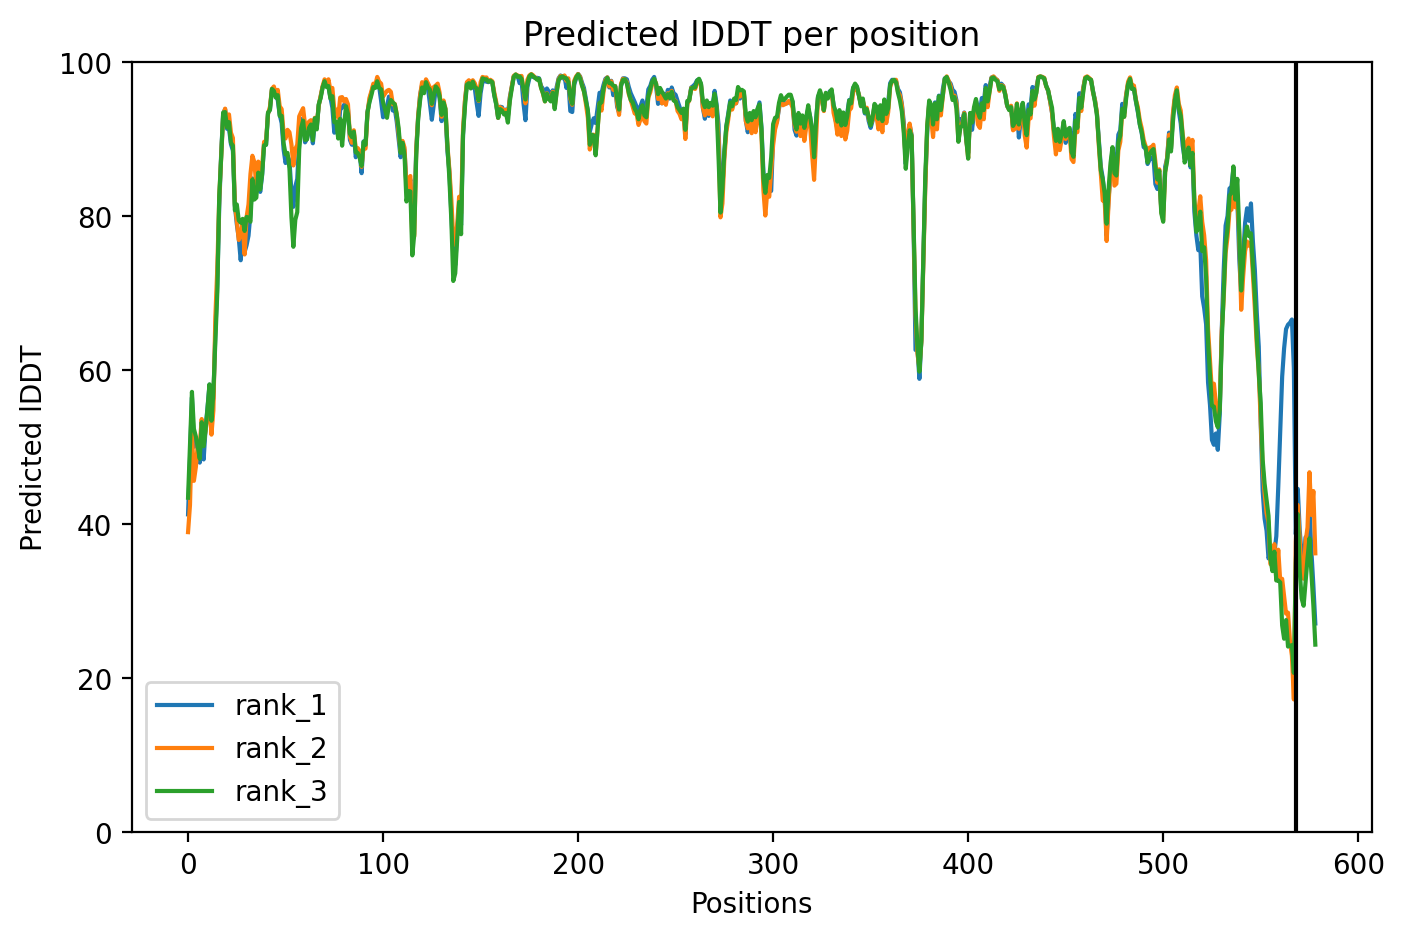 Predicted lDDT per position
100
80
60
40
20
0
Predicted lDDT
rank_1
rank_2
rank_3
0 100 200 300 400 500 600
Positions